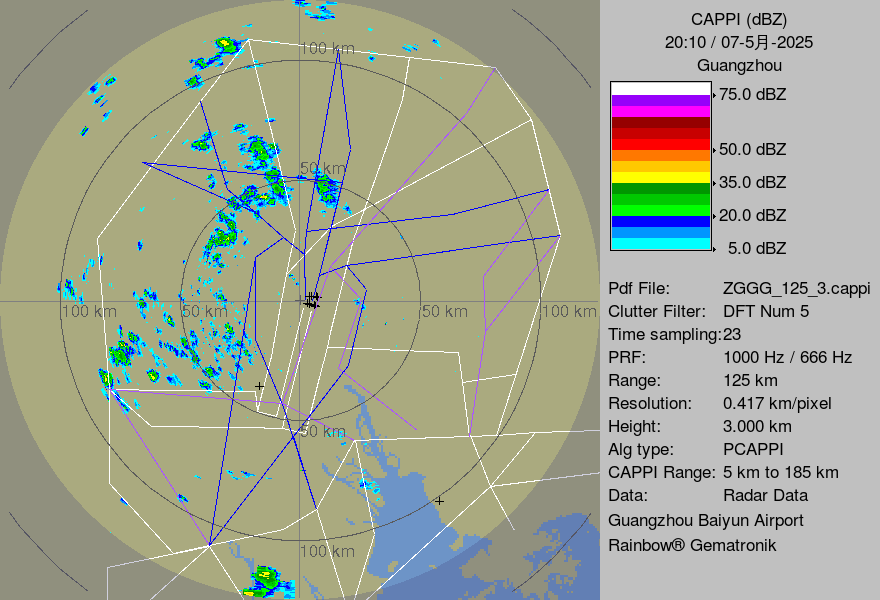 CAPPI (dBZ)
20:10 / 07-5月-2025
Guangzhou
75.0 dBZ
50.0 dBZ
35.0 dBZ
20.0 dBZ
5.0 dBZ
Pdf File: ZGGG_125_3.cappi
Clutter Filter: DFT Num 5
Time sampling:23
PRF: 1000 Hz / 666 Hz
Range: 125 km
Resolution: 0.417 km/pixel
Height: 3.000 km
Alg type: PCAPPI
CAPPI Range: 5 km to 185 km
Data: Radar Data
Guangzhou Baiyun Airport
Rainbow® Gematronik
100 km
50 km
100 km
50 km
50 km
100 km
50 km
100 km